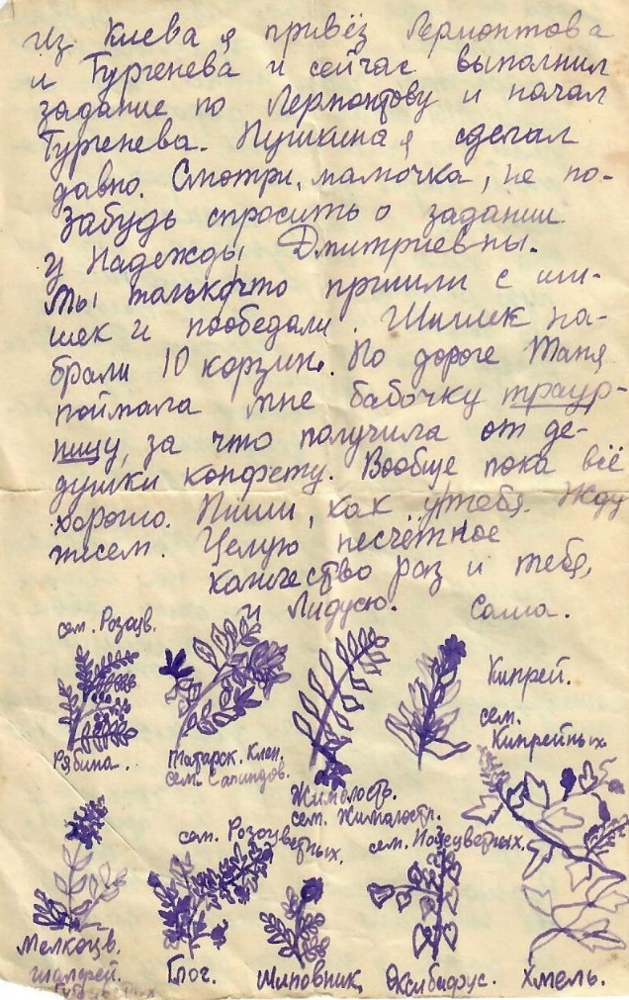 Из Киева я привёз Лермонтова
и Тургенева и сейчас выполнил
задание по Лермонтову и начал
Тургенева. Пушкина я сделал
давно. Смотри, мамочка, не по-
забудь спросить о задании
у Надежды Дмитриевны.
Мы только что пришли с ши-
шек и пообедали. Шишек на-
брали 10 корзин. По дороге Таня
поймала мне бабочку траур-
ницу, за что получила от де-
душки конфету. Вообще пока всё
хорошо. Пиши, как у тебя. Жду
писем. Целую несчётное
количество раз и тебя,
и Лидусю. Саша.
сем. Розоцв.
Рябина.
Татарск. Клен.
сем. Сапиндов.
Жимолость.
сем. Жимолостн.
Кипрей.
сем.
Кипрейных
Мелкоцв.
сем. Розоцветных.
Глог.
Шиповник
сем.
Хмель.